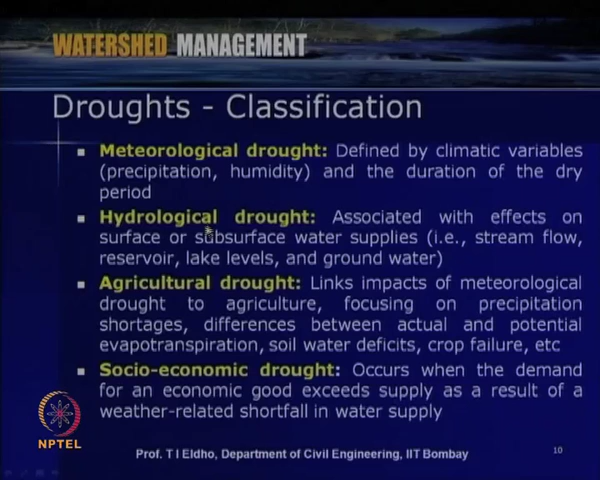 WATERSHED MANAGEMENT
Droughts - Classification
Meteorological drought: Defined by climatic variables
(precipitation, humidity) and the duration of the dry
period
Hydrological drought: Associated with effects on
surface or subsurface water supplies (i.e., stream flow,
reservoir, lake levels, and ground water)
Agricultural drought: Links impacts of meteorological
drought to agriculture, focusing on precipitation
shortages, differences between actual and potential
evapotranspiration, soil water deficits, crop failure, etc
Socio-economic drought: Occurs when the demand
for an economic good exceeds supply as a result of a
weather-related shortfall in water supply
NPTEL
Prof. T I Eldho, Department of Civil Engineering, IIT Bombay
10